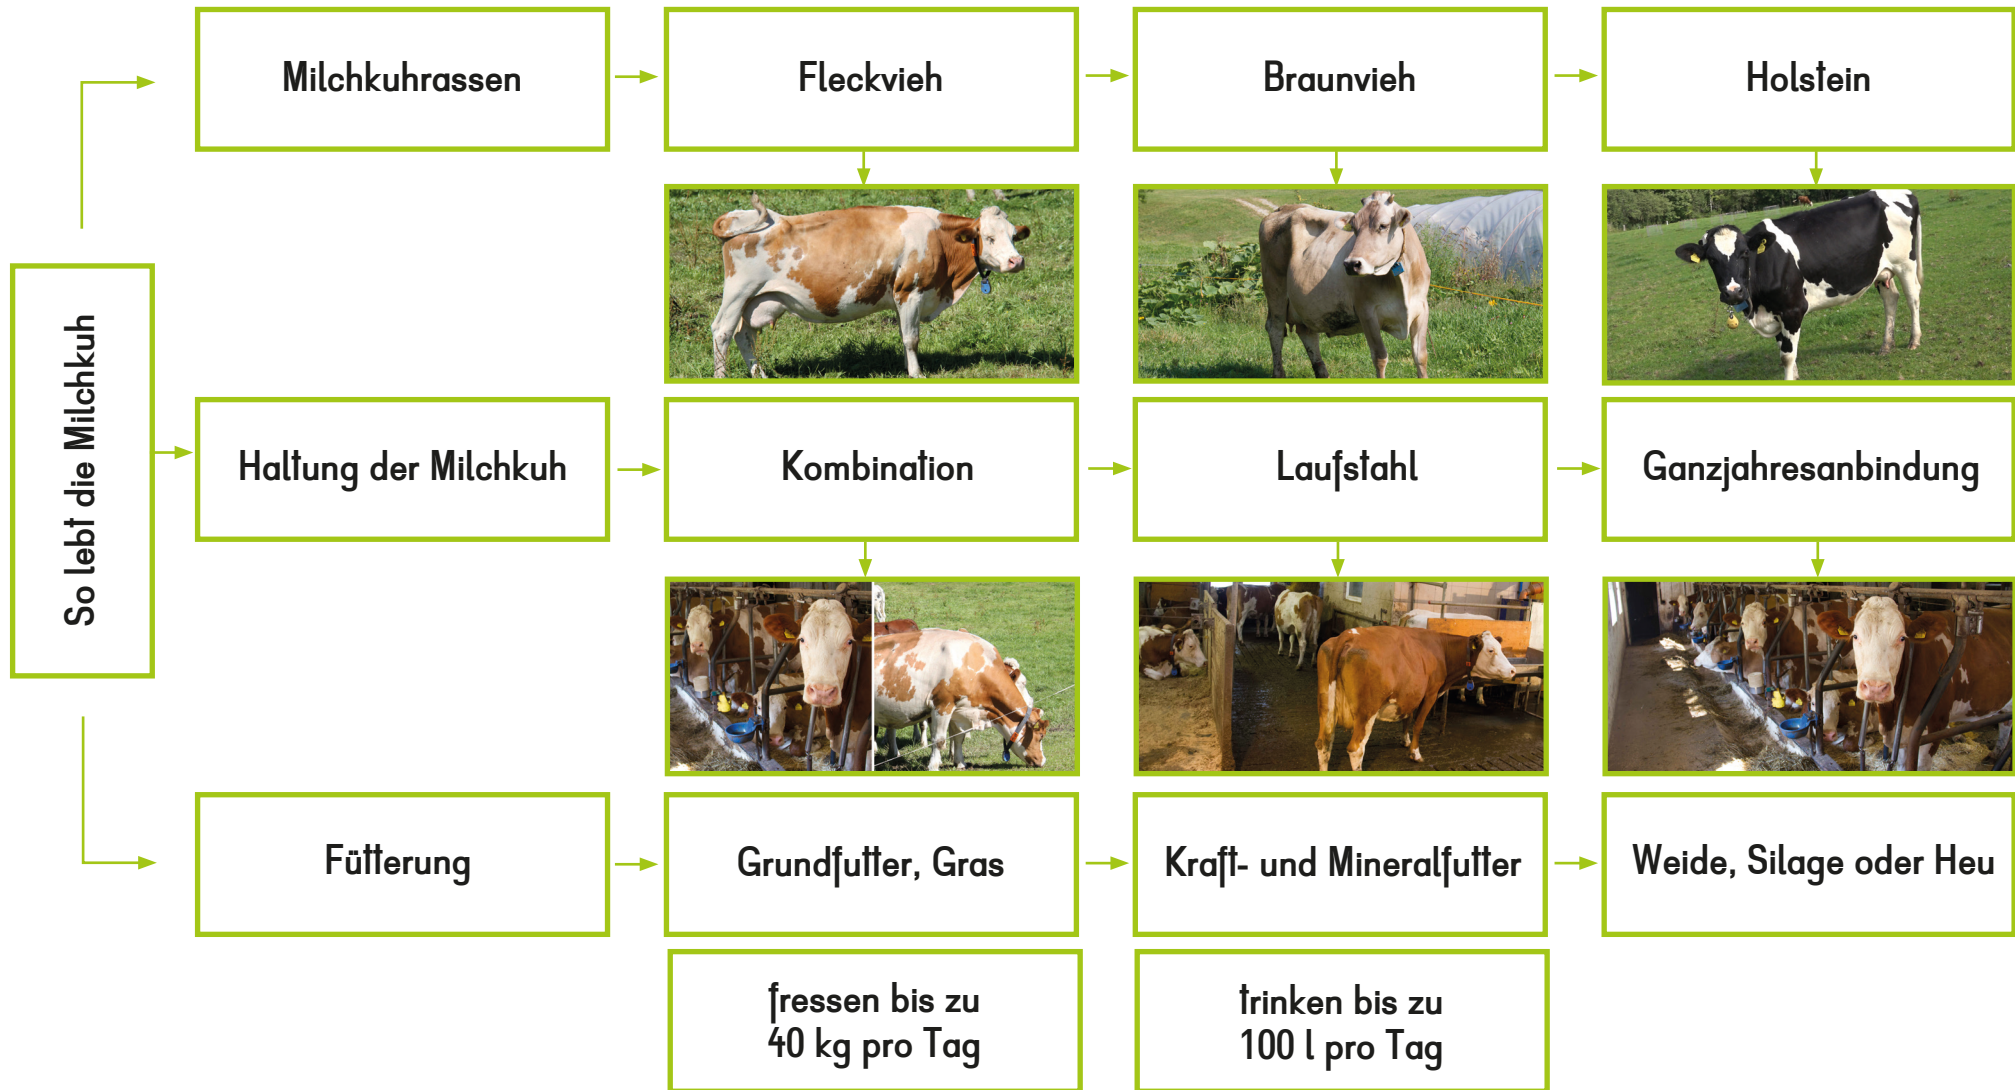 So lebt die Milchkuh
Milchkuhrassen
Fleckvieh
Braunvieh
Holstein
Haltung der Milchkuh
Kombination
Laufstahl
Ganzjahresanbindung
Fütterung
Grundfutter, Gras
Kraft- und Mineralfutter
Weide, Silage oder Heu
fressen bis zu
40 kg pro Tag
trinken bis zu
100 l pro Tag